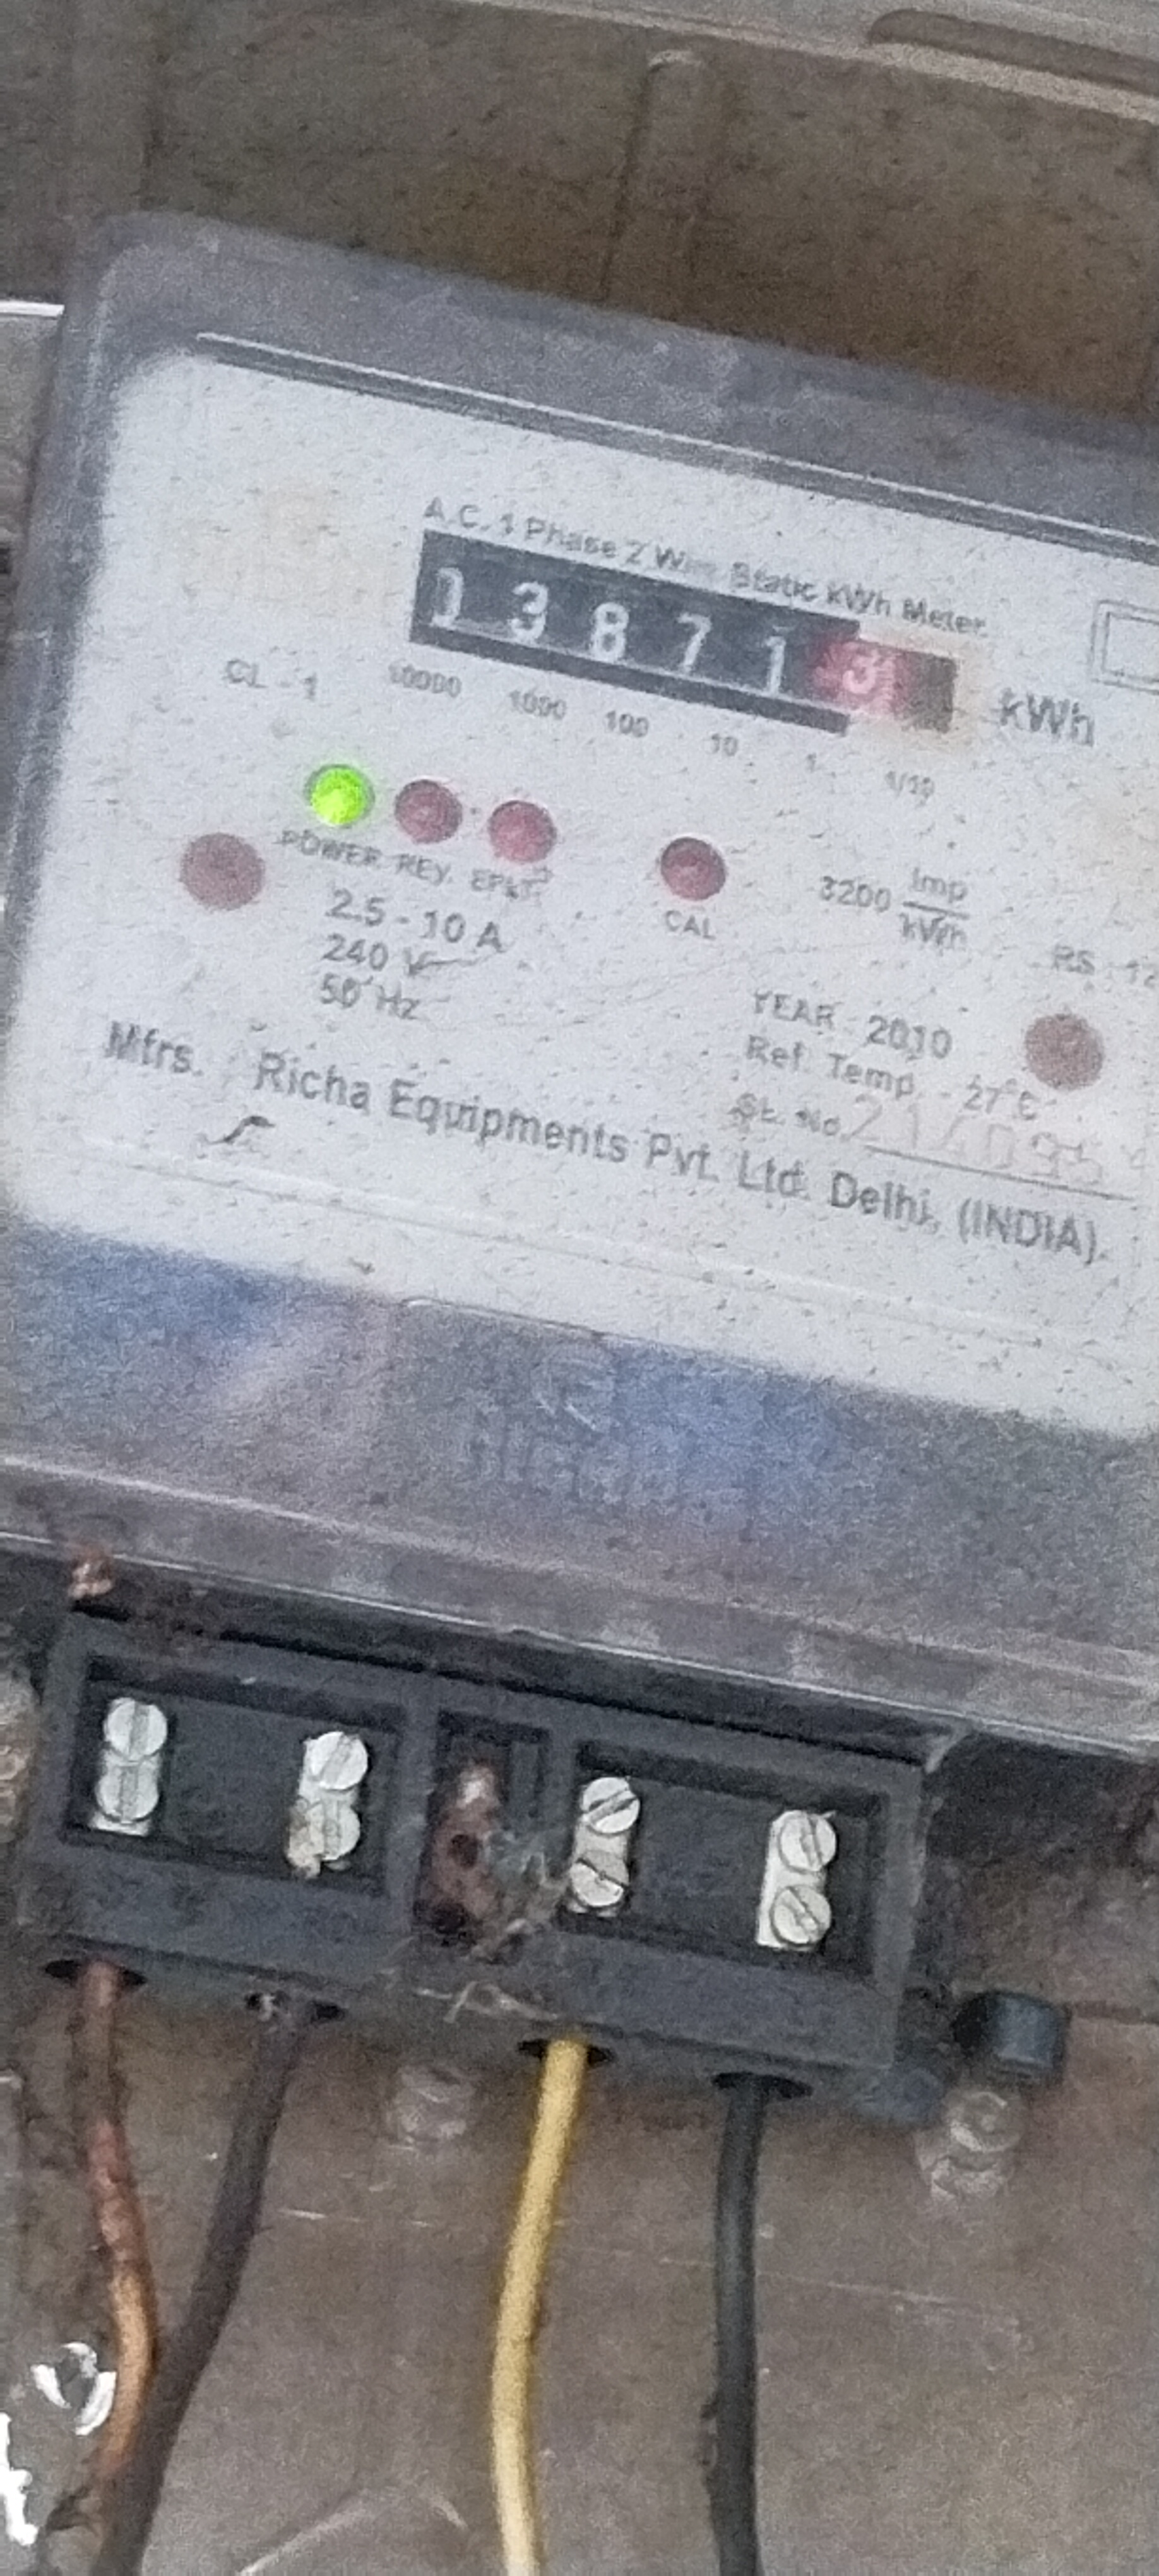 A.C. 1 Phase 2 Wire Static kWh Meter
0 3 8 7 1 3
kWh
10000 1000 100 10 1 1/10
CL - 1
POWER REV. EP&T
CAL
3200 Imp
kWh
2.5 - 10 A
240 V
50 Hz
RS
YEAR 2010
Ref. Temp. - 27°C
SL. No.
Mfrs. Richa Equipments Pvt. Ltd. Delhi, (INDIA).